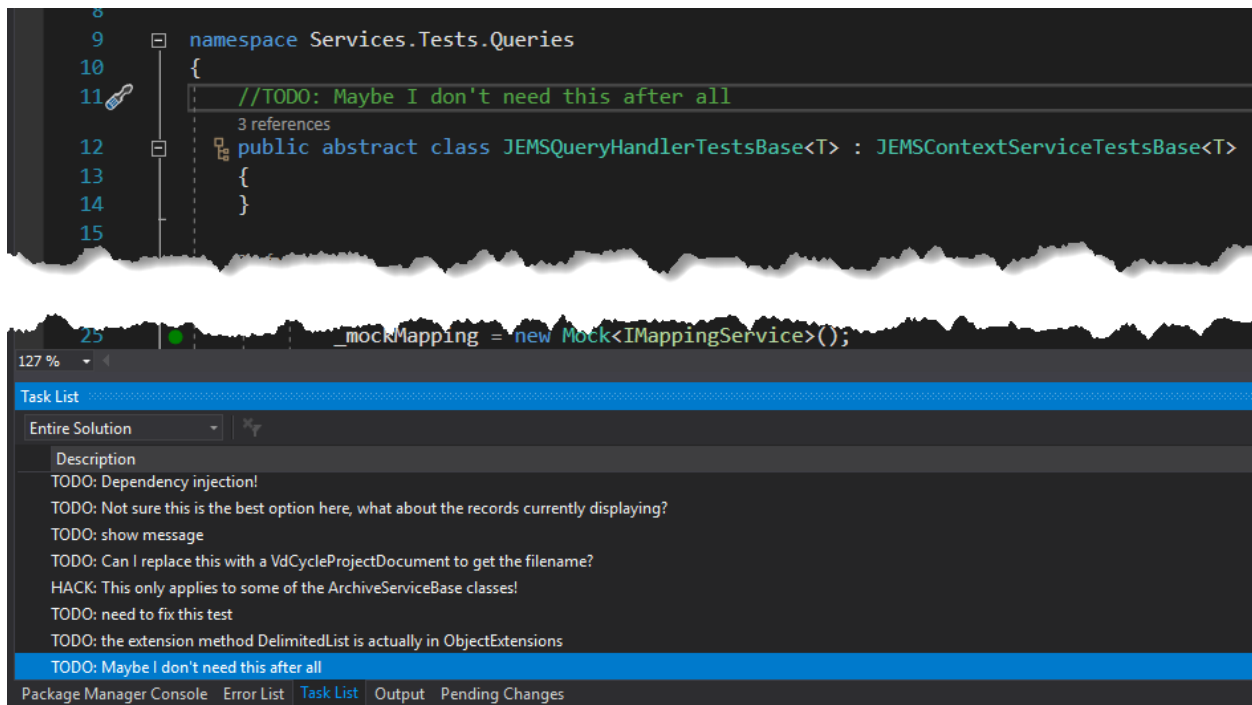 8
9 namespace Services.Tests.Queries
10 {
11 //TODO: Maybe I don't need this after all
3 references
12 public abstract class JEMSQueryHandlerTestsBase<T> : JEMSContextServiceTestsBase<T>
13 {
14 }
15
25 _mockMapping = new Mock<IMappingService>();
127 %
Task List
Entire Solution
Description
TODO: Dependency injection!
TODO: Not sure this is the best option here, what about the records currently displaying?
TODO: show message
TODO: Can I replace this with a VdCycleProjectDocument to get the filename?
HACK: This only applies to some of the ArchiveServiceBase classes!
TODO: need to fix this test
TODO: the extension method DelimitedList is actually in ObjectExtensions
TODO: Maybe I don't need this after all
Package Manager Console Error List Task List Output Pending Changes